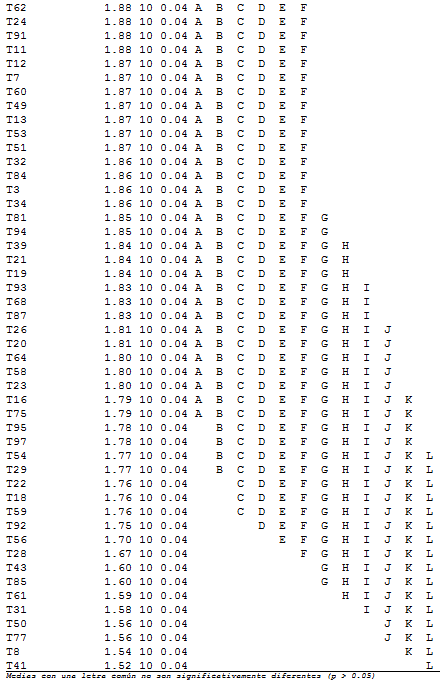 T62 1.88 10 0.04 A B C D E F
T24 1.88 10 0.04 A B C D E F
T91 1.88 10 0.04 A B C D E F
T11 1.88 10 0.04 A B C D E F
T12 1.87 10 0.04 A B C D E F
T7 1.87 10 0.04 A B C D E F
T60 1.87 10 0.04 A B C D E F
T49 1.87 10 0.04 A B C D E F
T13 1.87 10 0.04 A B C D E F
T53 1.87 10 0.04 A B C D E F
T51 1.87 10 0.04 A B C D E F
T32 1.86 10 0.04 A B C D E F
T84 1.86 10 0.04 A B C D E F
T3 1.86 10 0.04 A B C D E F
T34 1.86 10 0.04 A B C D E F
T81 1.85 10 0.04 A B C D E F G
T94 1.85 10 0.04 A B C D E F G
T39 1.84 10 0.04 A B C D E F G H
T21 1.84 10 0.04 A B C D E F G H
T19 1.84 10 0.04 A B C D E F G H
T93 1.83 10 0.04 A B C D E F G H I
T68 1.83 10 0.04 A B C D E F G H I
T87 1.83 10 0.04 A B C D E F G H I
T26 1.81 10 0.04 A B C D E F G H I J
T20 1.81 10 0.04 A B C D E F G H I J
T64 1.80 10 0.04 A B C D E F G H I J
T58 1.80 10 0.04 A B C D E F G H I J
T23 1.80 10 0.04 A B C D E F G H I J
T16 1.79 10 0.04 A B C D E F G H I J K
T75 1.79 10 0.04 A B C D E F G H I J K
T95 1.78 10 0.04 B C D E F G H I J K
T97 1.78 10 0.04 B C D E F G H I J K
T54 1.77 10 0.04 B C D E F G H I J K L
T29 1.77 10 0.04 B C D E F G H I J K L
T22 1.76 10 0.04 C D E F G H I J K L
T18 1.76 10 0.04 C D E F G H I J K L
T59 1.76 10 0.04 C D E F G H I J K L
T92 1.75 10 0.04 D E F G H I J K L
T56 1.70 10 0.04 E F G H I J K L
T28 1.67 10 0.04 F G H I J K L
T43 1.60 10 0.04 G H I J K L
T85 1.60 10 0.04 G H I J K L
T61 1.59 10 0.04 H I J K L
T31 1.58 10 0.04 I J K L
T50 1.56 10 0.04 J K L
T77 1.56 10 0.04 J K L
T8 1.54 10 0.04 K L
T41 1.52 10 0.04 L
Medias con una letra común no son significativamente diferentes (p > 0.05)